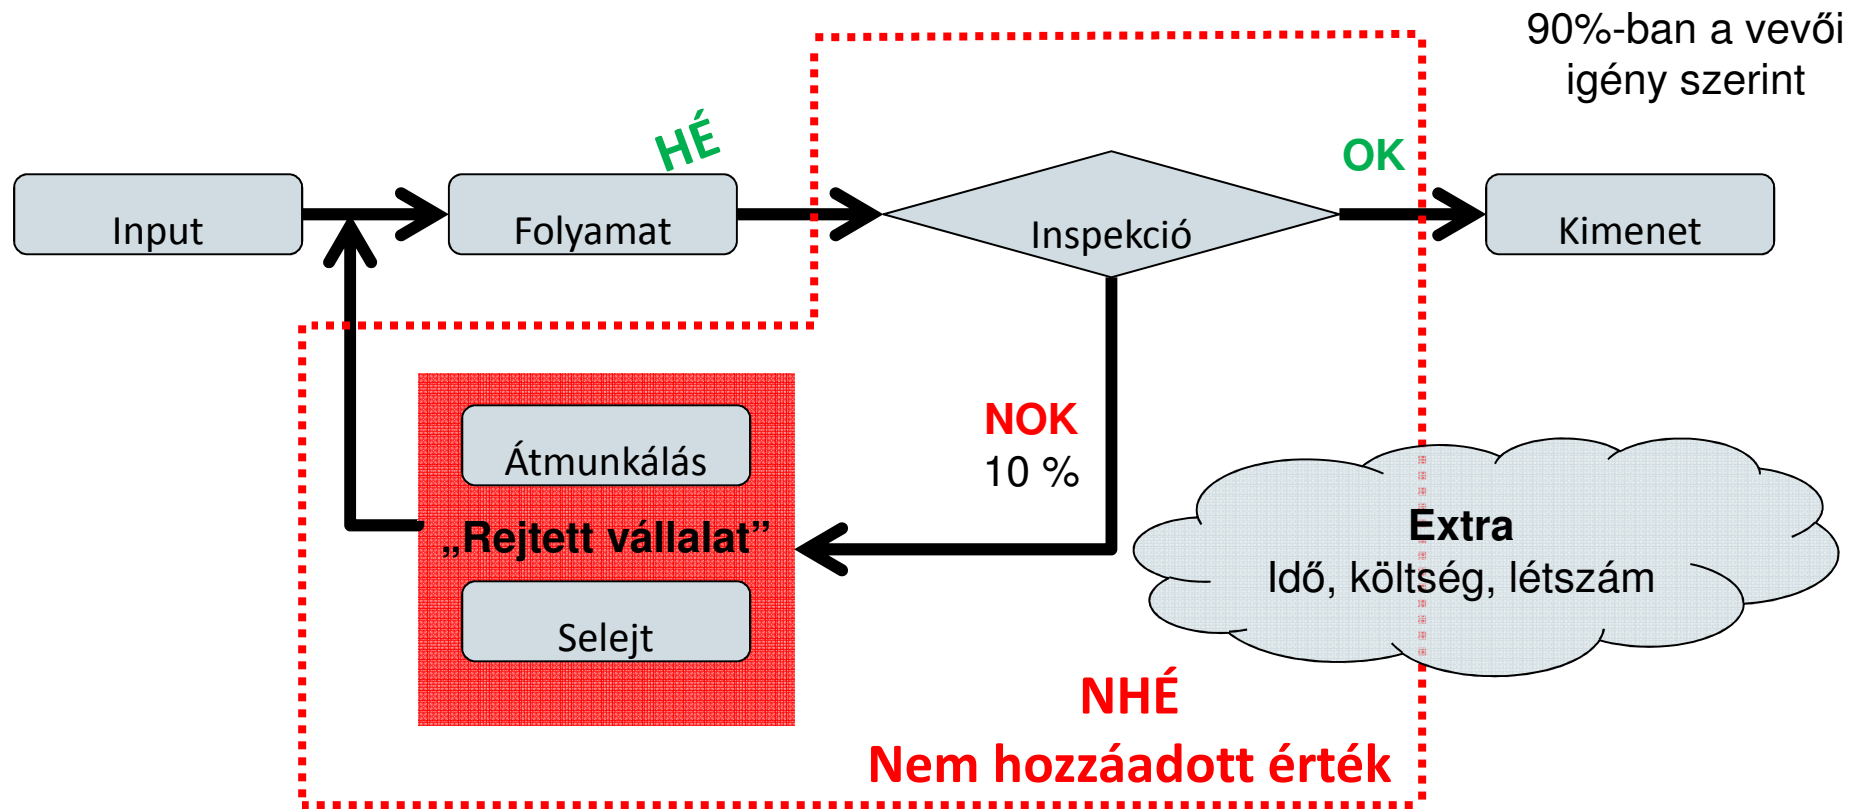 90%-ban a vevői
igény szerint
HÉ
OK
Input
Folyamat
Inspekció
Kimenet
NOK
10 %
Átmunkálás
„Rejtett vállalat”
Selejt
Extra
Idő, költség, létszám
NHÉ
Nem hozzáadott érték